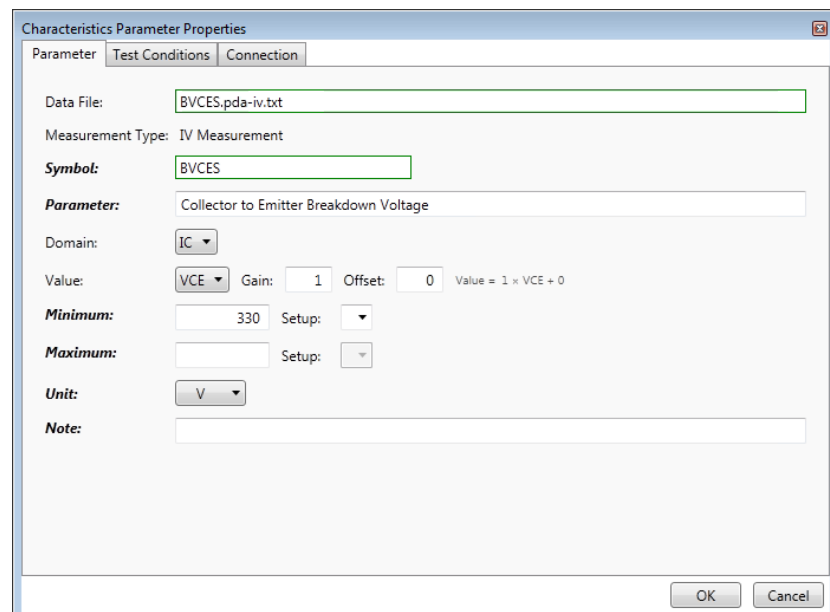 Characteristics Parameter Properties
Parameter Test Conditions Connection
Data File: BVCES.pda-iv.txt
Measurement Type: IV Measurement
Symbol: BVCES
Parameter: Collector to Emitter Breakdown Voltage
Domain: IC
Value: VCE Gain: 1 Offset: 0 Value = 1 × VCE + 0
Minimum: 330 Setup:
Maximum: Setup:
Unit: V
Note:
OK Cancel